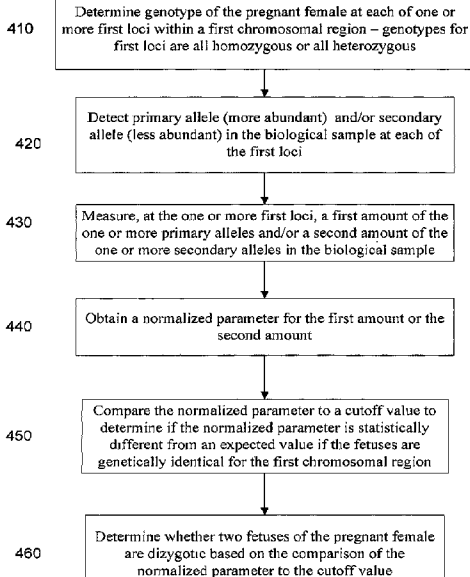 410
Determine genotype of the pregnant female at each of one or
more first loci within a first chromosomal region – genotypes for
first loci are all homozygous or all heterozygous
420
Detect primary allele (more abundant) and/or secondary
allele (less abundant) in the biological sample at each of
the first loci
430
Measure, at the one or more first loci, a first amount of the
one or more primary alleles and/or a second amount of the
one or more secondary alleles in the biological sample
440
Obtain a normalized parameter for the first amount or the
second amount
450
Compare the normalized parameter to a cutoff value to
determine if the normalized parameter is statistically
different from an expected value if the fetuses are
genetically identical for the first chromosomal region
460
Determine whether two fetuses of the pregnant female
are dizygotic based on the comparison of the
normalized parameter to the cutoff value